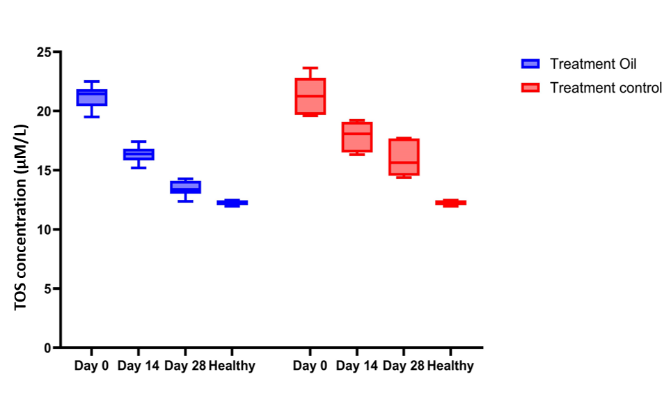 TOS concentration (µM/L)
25
20
15
10
5
0
Day 0 Day 14 Day 28 Healthy Day 0 Day 14 Day 28 Healthy
Treatment Oil
Treatment control